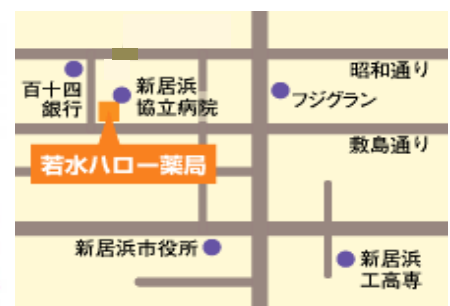 昭和通り
百十四
銀行
新居浜
協立病院
フジグラン
敷島通り
若水ハロー薬局
新居浜市役所
新居浜
工高専